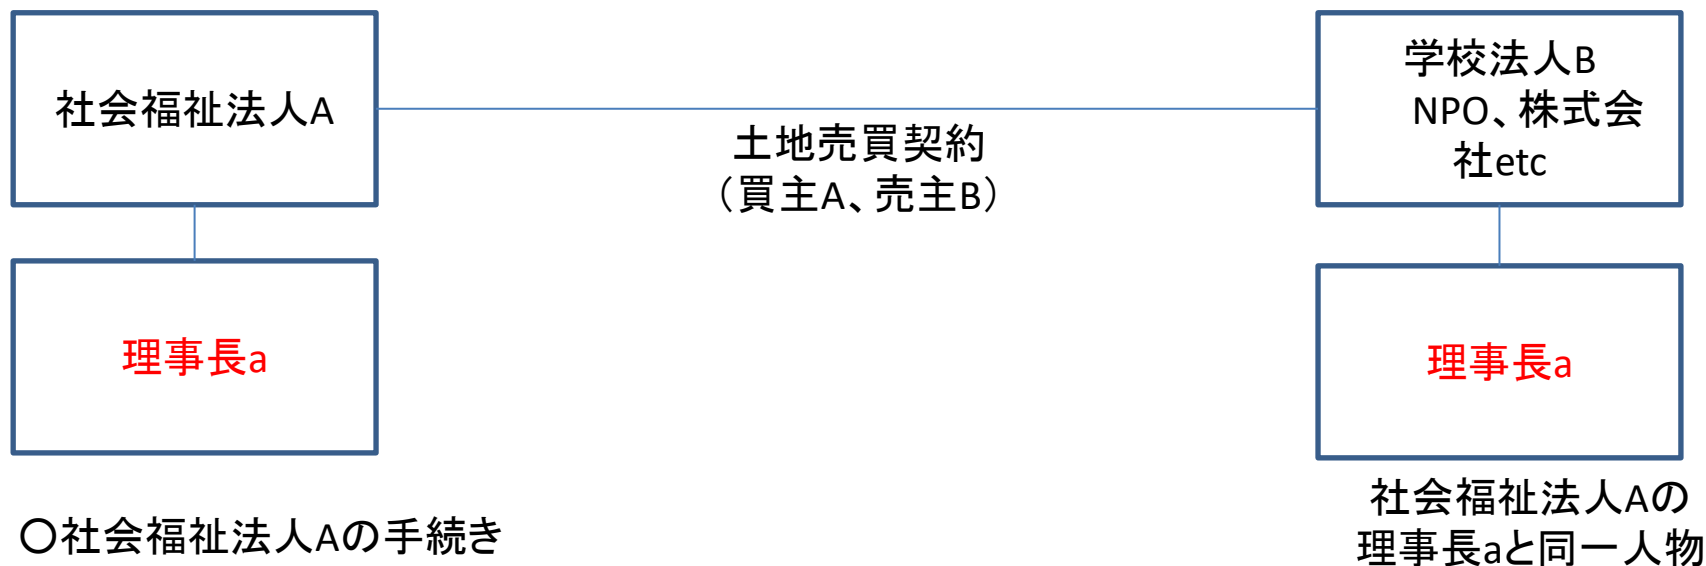 社会福祉法人A
学校法人B
NPO、株式会
社etc
土地売買契約
（買主A、売主B）
理事長a
理事長a
社会福祉法人Aの
理事長aと同一人物
〇社会福祉法人Aの手続き